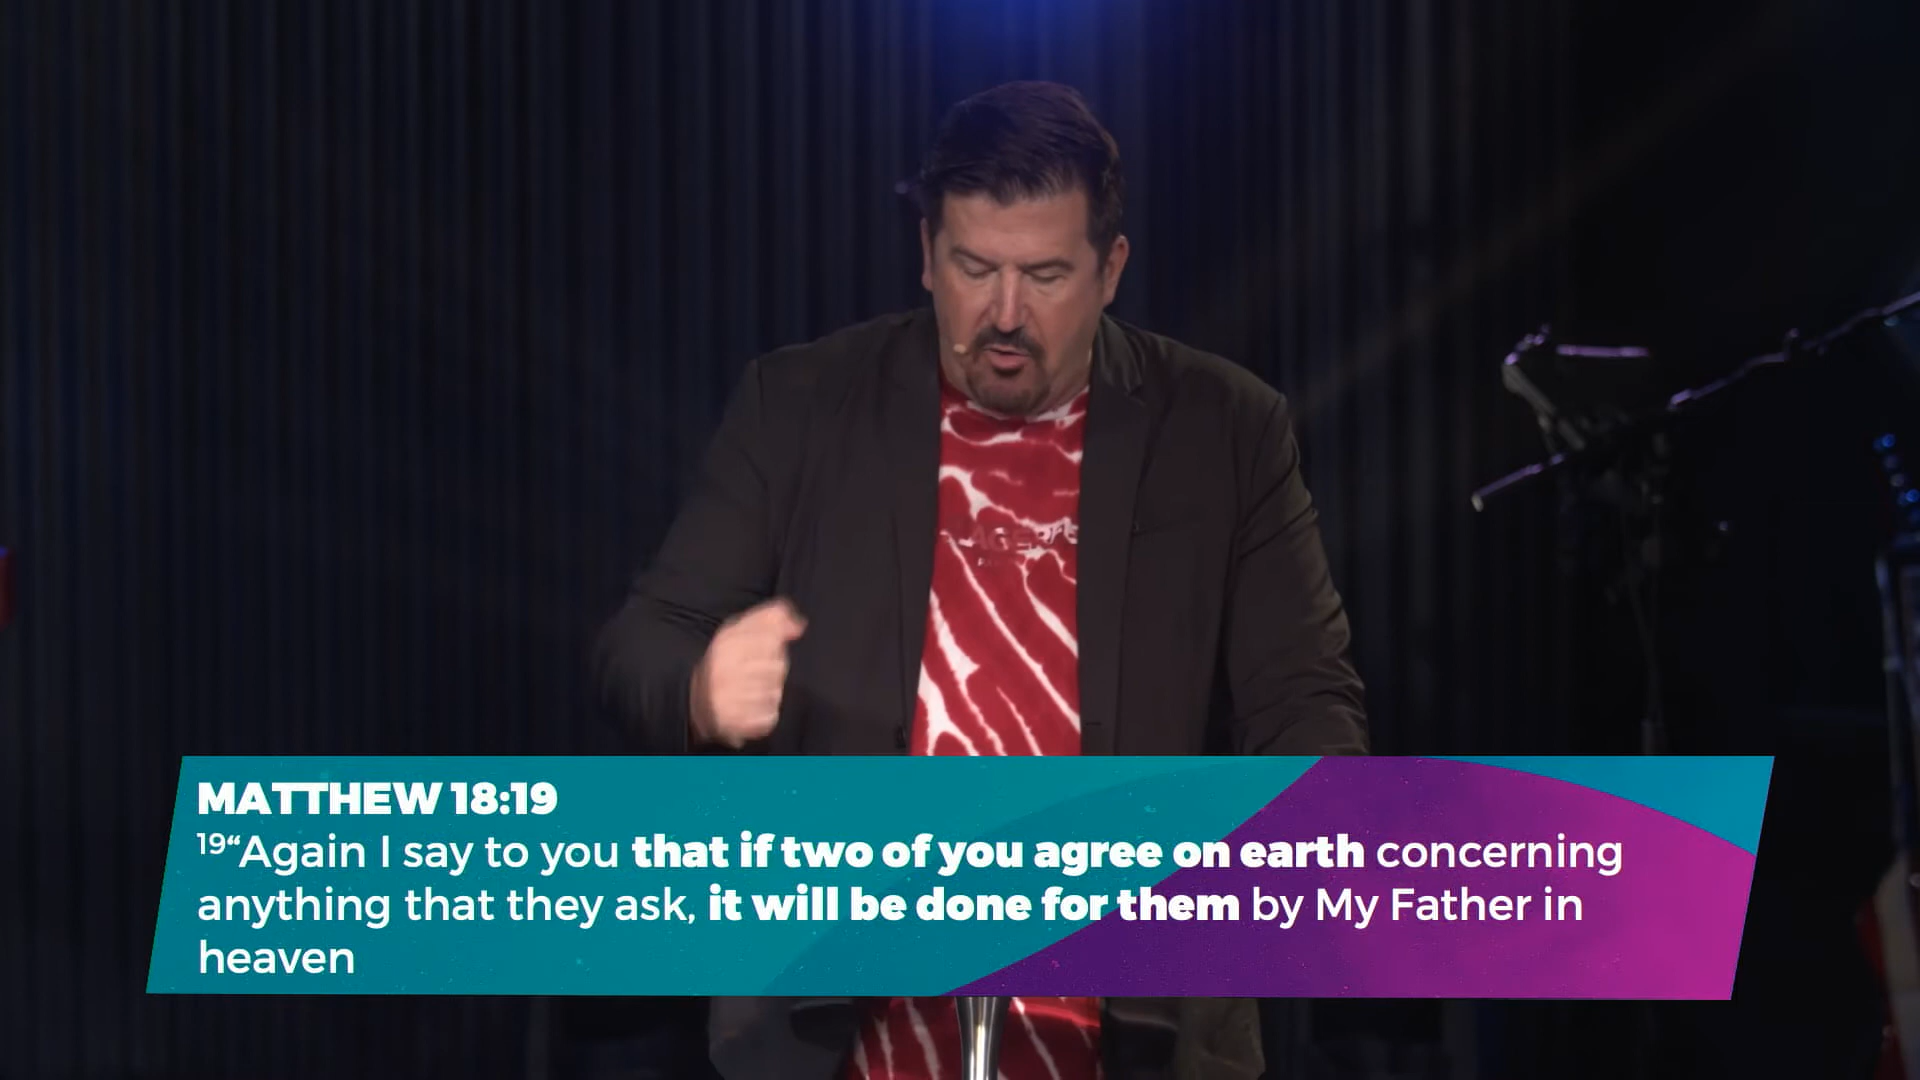 MATTHEW 18:19
19“Again I say to you that if two of you agree on earth concerning
anything that they ask, it will be done for them by My Father in
heaven